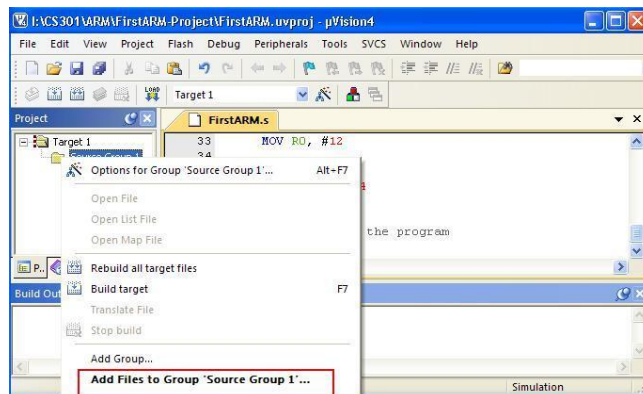 I:\CS301\ARM\FirstARM-Project\FirstARM.uvproj - µVision4
File Edit View Project Flash Debug Peripherals Tools SVCS Window Help
LOAD Target 1
Project FirstARM.s
Target 1 33 MOV R0, #12
Source Group 1 34
Options for Group 'Source Group 1'... Alt+F7
Open File
Open List File
the program
Open Map File
P..
Rebuild all target files
Build Out
Build target F7
Translate File
Stop build
Add Group...
Add Files to Group 'Source Group 1'...
Simulation